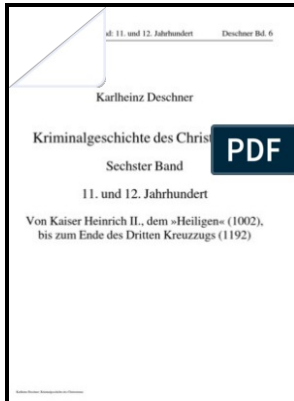 nd: 11. und 12. Jahrhundert Deschner Bd. 6
Karlheinz Deschner
Kriminalgeschichte des Christ
PDF
Sechster Band
11. und 12. Jahrhundert
Von Kaiser Heinrich II., dem »Heiligen« (1002),
bis zum Ende des Dritten Kreuzzugs (1192)